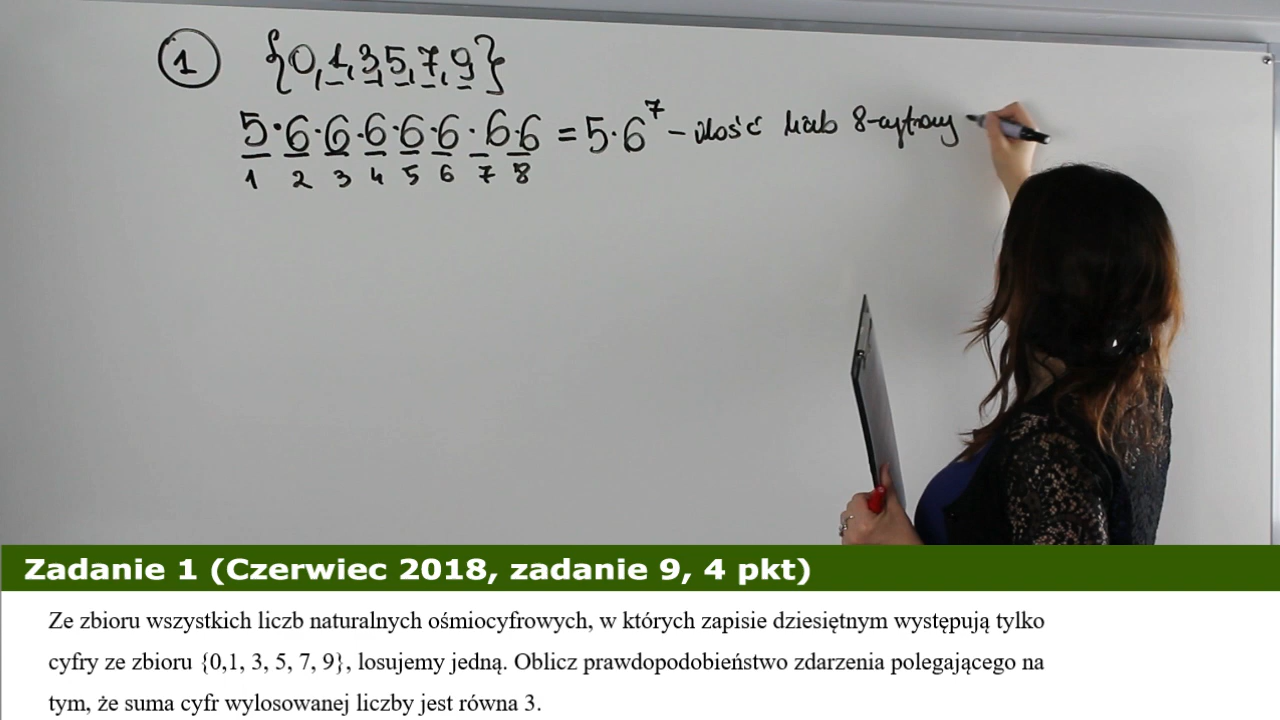 1 {0,1,3,5,7,9}
5·6·6·6·6·6·6·6 = 5·6⁷ – ilość liczb 8-cyfrowy
1 2 3 4 5 6 7 8
Zadanie 1 (Czerwiec 2018, zadanie 9, 4 pkt)
Ze zbioru wszystkich liczb naturalnych ośmiocyfrowych, w których zapisie dziesiętnym występują tylko
cyfry ze zbioru {0,1, 3, 5, 7, 9}, losujemy jedną. Oblicz prawdopodobieństwo zdarzenia polegającego na
tym, że suma cyfr wylosowanej liczby jest równa 3.